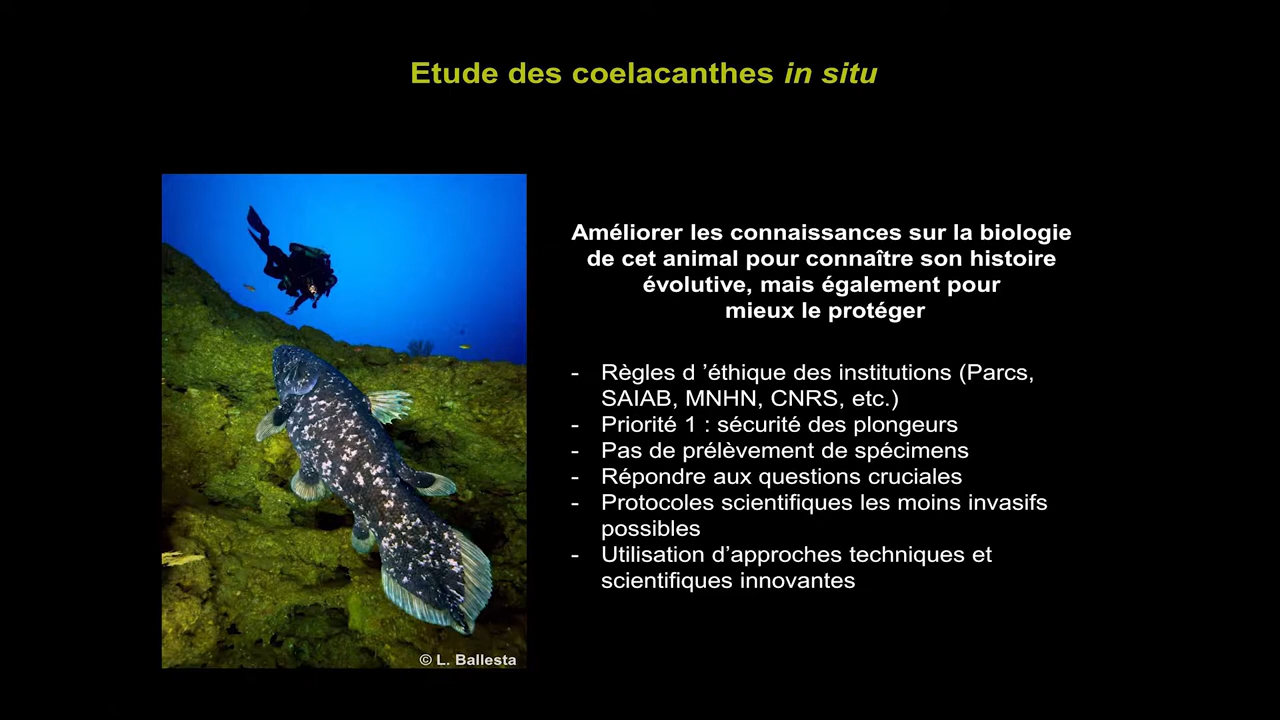 Etude des coelacanthes in situ
Améliorer les connaissances sur la biologie
de cet animal pour connaître son histoire
évolutive, mais également pour
mieux le protéger
- Règles d ’éthique des institutions (Parcs,
SAIAB, MNHN, CNRS, etc.)
- Priorité 1 : sécurité des plongeurs
- Pas de prélèvement de spécimens
- Répondre aux questions cruciales
- Protocoles scientifiques les moins invasifs
possibles
- Utilisation d’approches techniques et
scientifiques innovantes
© L. Ballesta